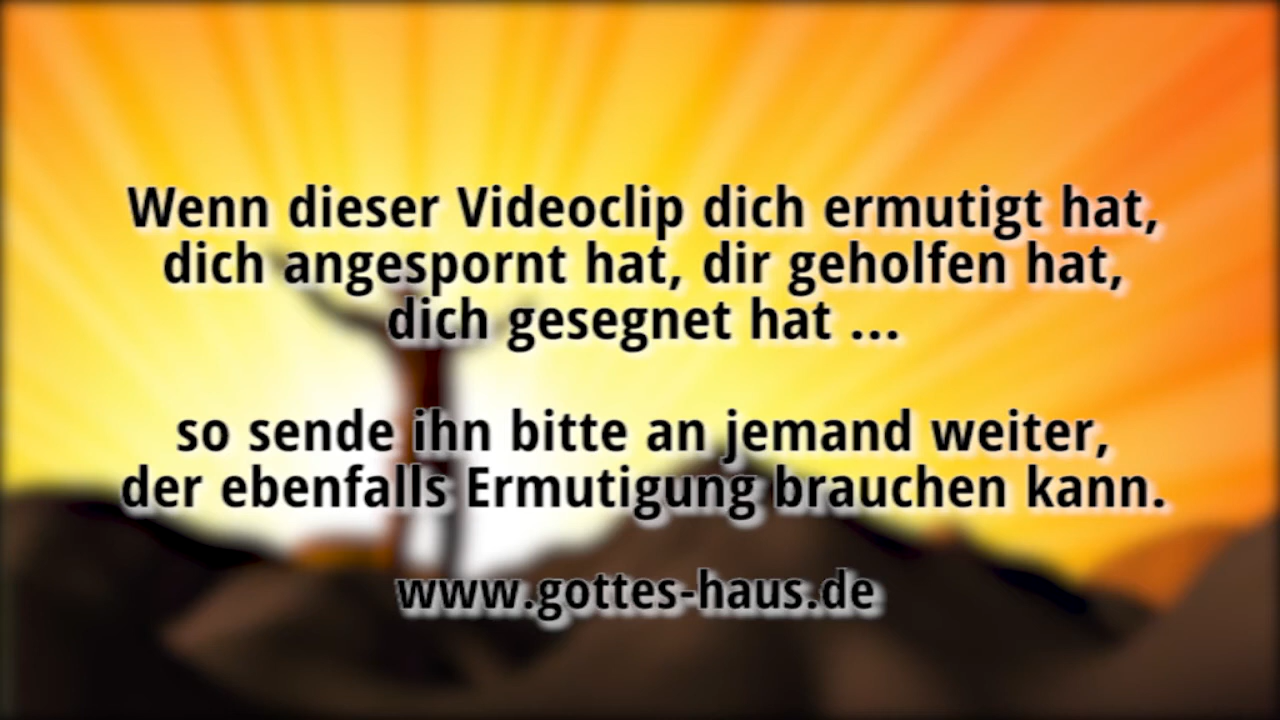 Wenn dieser Videoclip dich ermutigt hat,
dich angespornt hat, dir geholfen hat,
dich gesegnet hat ...
so sende ihn bitte an jemand weiter,
der ebenfalls Ermutigung brauchen kann.
www.gottes-haus.de